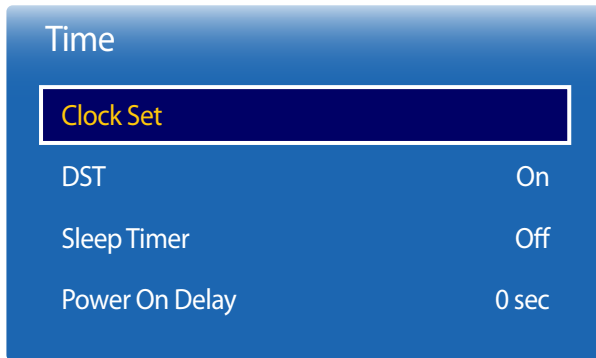 Time
Clock Set
DST On
Sleep Timer Off
Power On Delay 0 sec